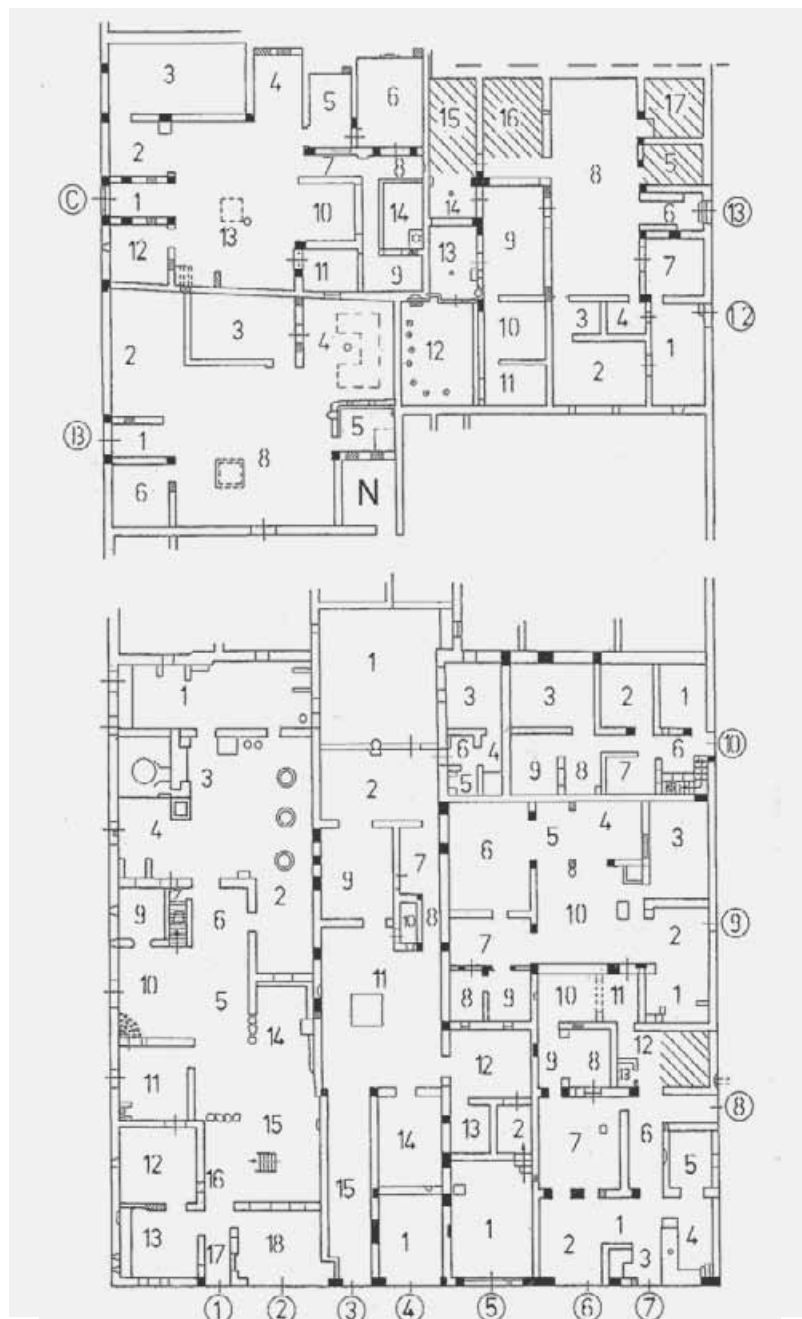 3 4 5 6 15 16 17
2 7 8 8 5
C 1 13 10 14 14 6 13
12 11 9 13 9 7
3 4 12 10 3 4 12
2 11 2 1
B 1 5
6 8 N
1 1 3 3 2 1
3 6 4 9 8 7 6 10
2 5
4 7 6 5 4 3
9 7 6 2 9 10 8 8 9
10 11 7 10 2
5 8 9 10 11 1
14 12 9 8 13 12
11 8
15 14 13 2 7 6 5
12 16 15
13 17 18 1 1 2 1 3 4
1 2 3 4 5 6 7